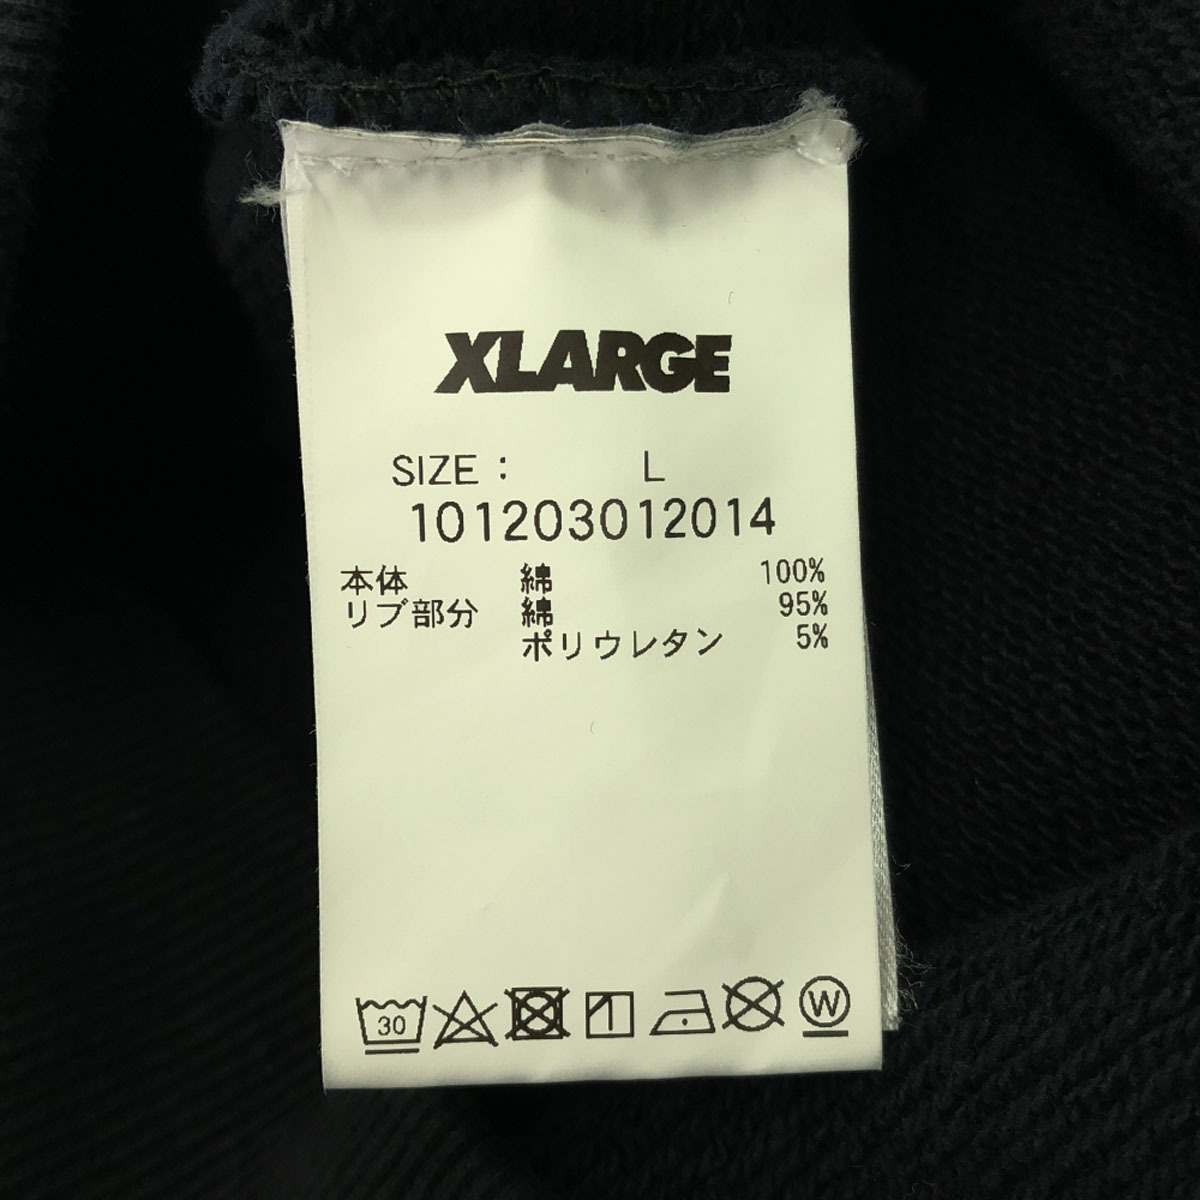 XLARGE
SIZE : L
101203012014
本体 綿 100%
リブ部分 綿 95%
ポリウレタン 5%
30 W